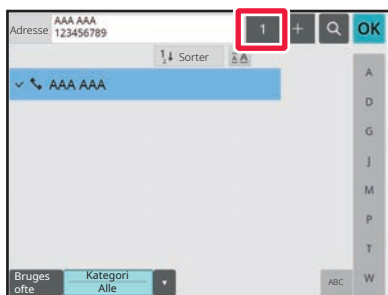 Adresse
AAA AAA
123456789
1
+
OK
Sorter
AAA AAA
A
D
G
J
M
P
T
W
Bruges
ofte
Kategori
Alle
ABC